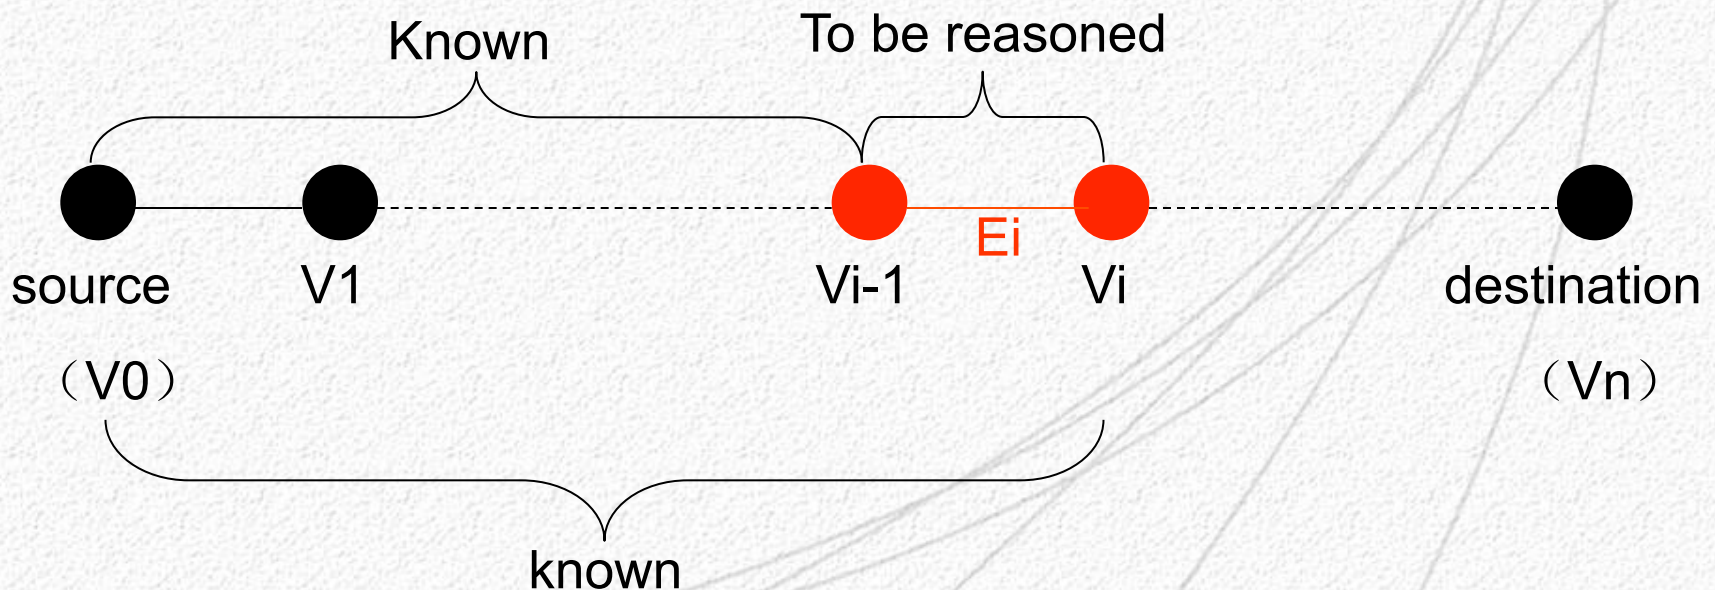 Known
To be reasoned
Ei
source
V1
Vi-1
Vi
destination
（V0）
（Vn）
known